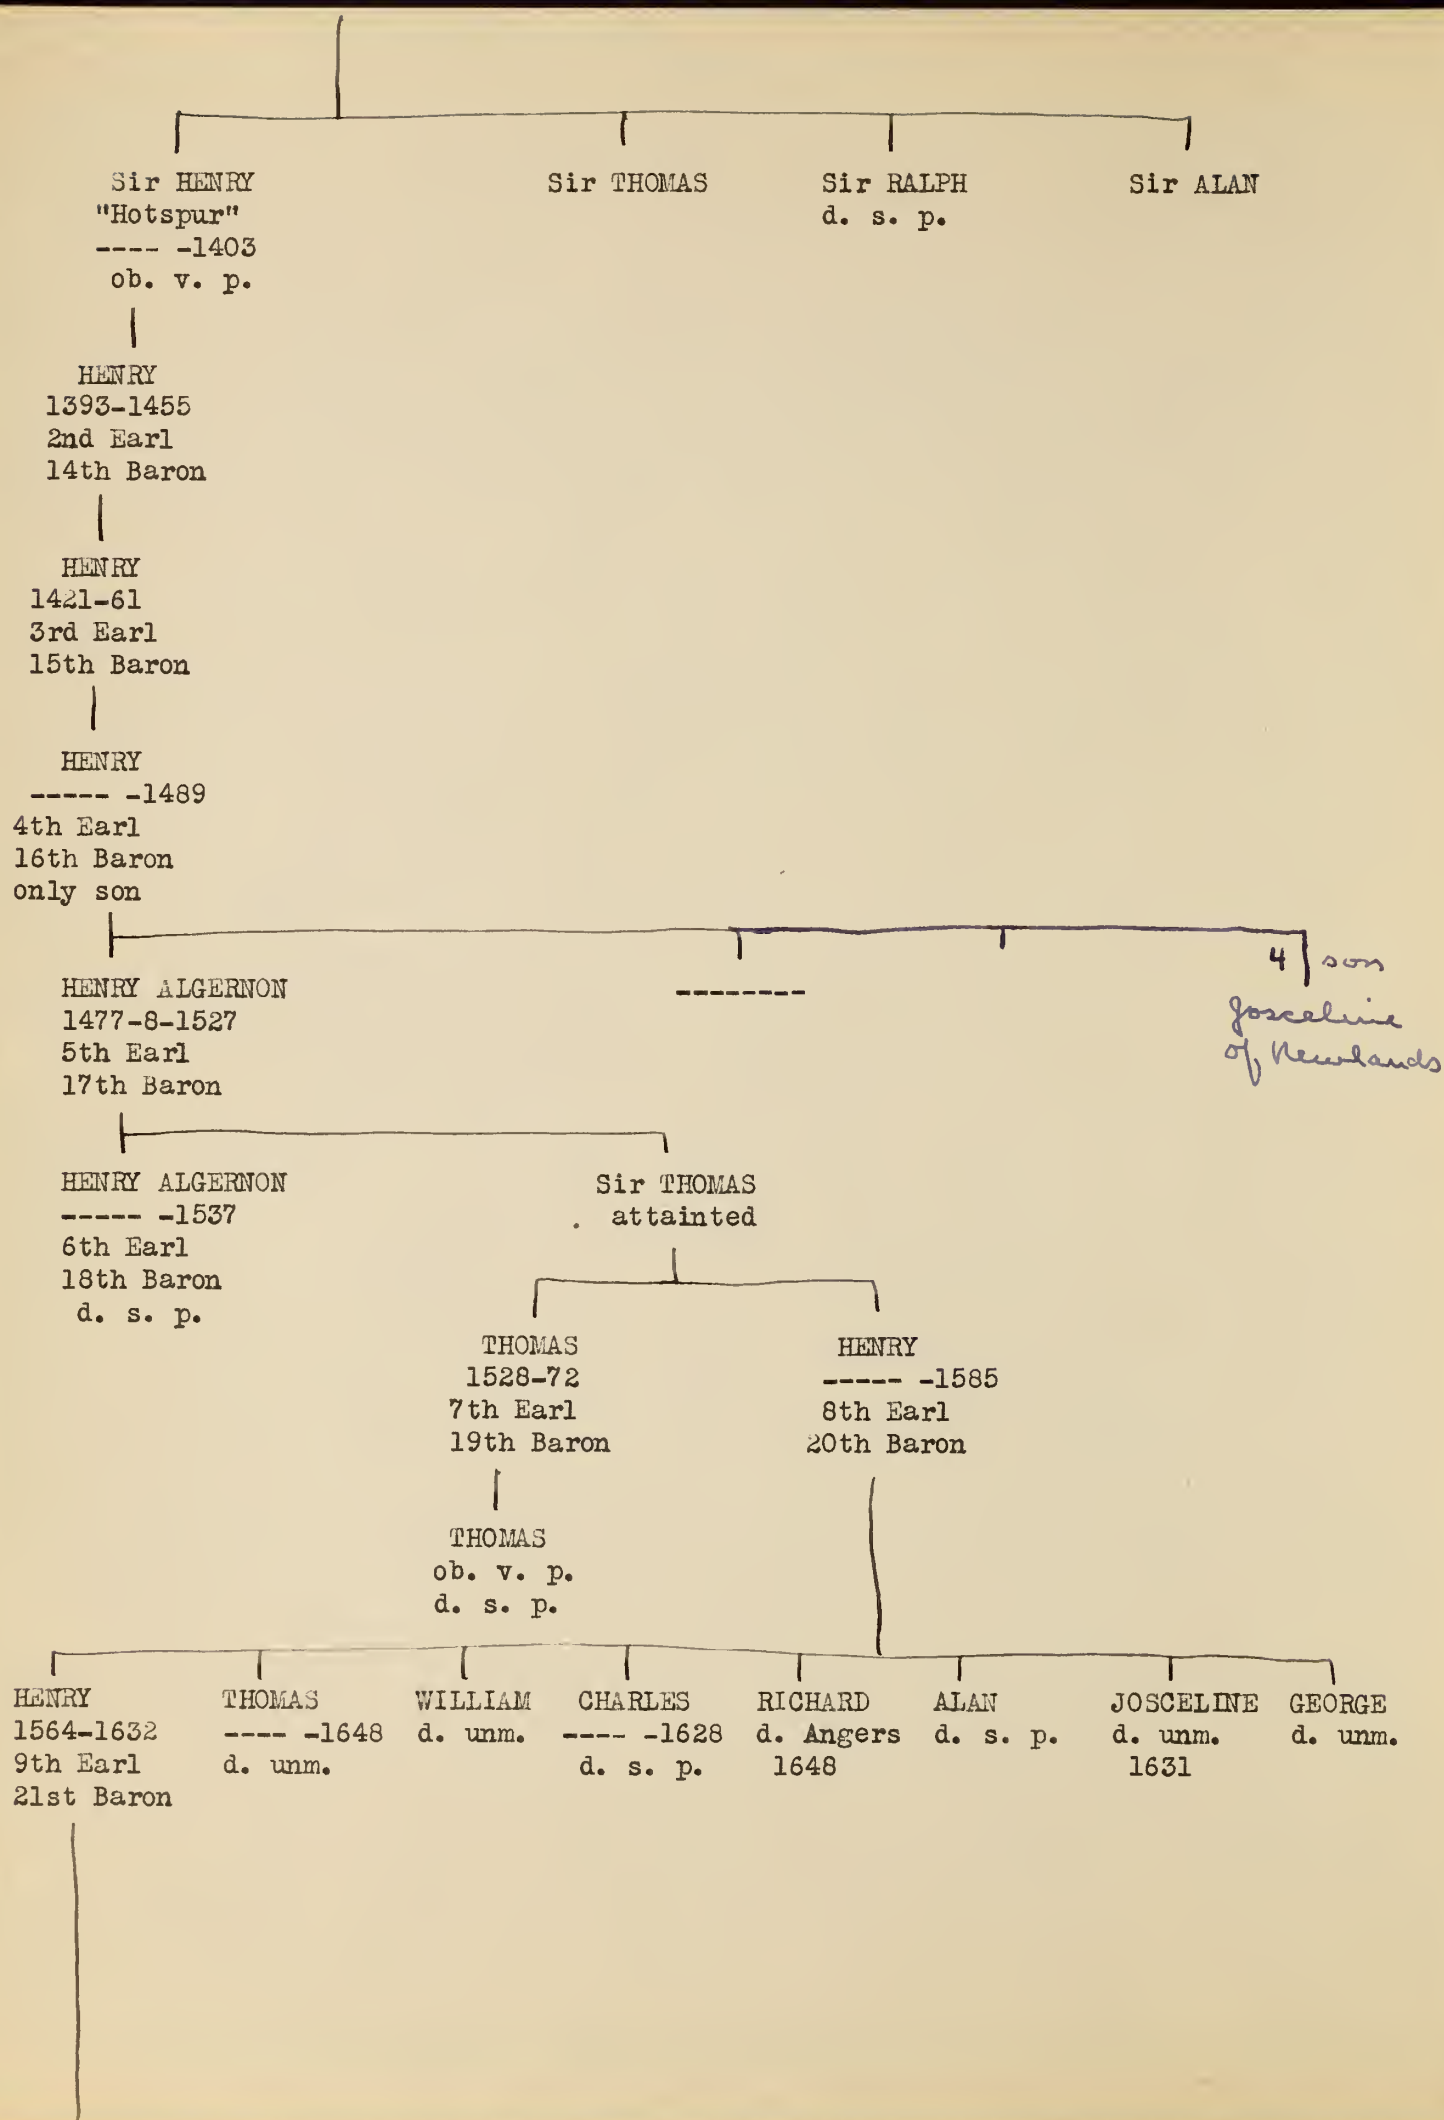 Sir HENRY
"Hotspur"
---- -1403
ob. v. p.
Sir THOMAS
Sir RALPH
d. s. p.
Sir ALAN
HENRY
1393-1455
2nd Earl
14th Baron
HENRY
1421-61
3rd Earl
15th Baron
HENRY
----- -1489
4th Earl
16th Baron
only son
HENRY ALGERNON
1477-8-1527
5th Earl
17th Baron
--------
4 son
Josceline
of Newlands
HENRY ALGERNON
----- -1537
6th Earl
18th Baron
d. s. p.
Sir THOMAS
attainted
THOMAS
1528-72
7th Earl
19th Baron
HENRY
----- -1585
8th Earl
20th Baron
THOMAS
ob. v. p.
d. s. p.
HENRY
1564-1632
9th Earl
21st Baron
THOMAS
---- -1648
d. unm.
WILLIAM
d. unm.
CHARLES
---- -1628
d. s. p.
RICHARD
d. Angers
1648
ALAN
d. s. p.
JOSCELINE
d. unm.
1631
GEORGE
d. unm.